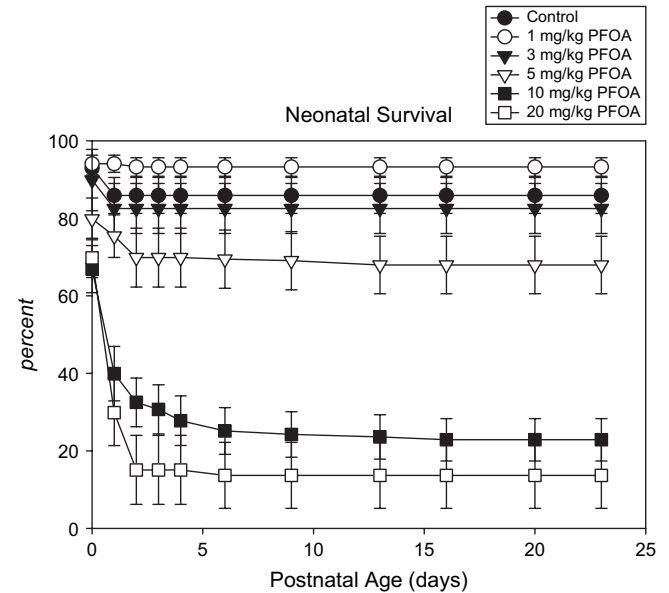 Control
1 mg/kg PFOA
3 mg/kg PFOA
5 mg/kg PFOA
10 mg/kg PFOA
20 mg/kg PFOA
Neonatal Survival
100
80
60
40
20
0
percent
0 5 10 15 20 25
Postnatal Age (days)